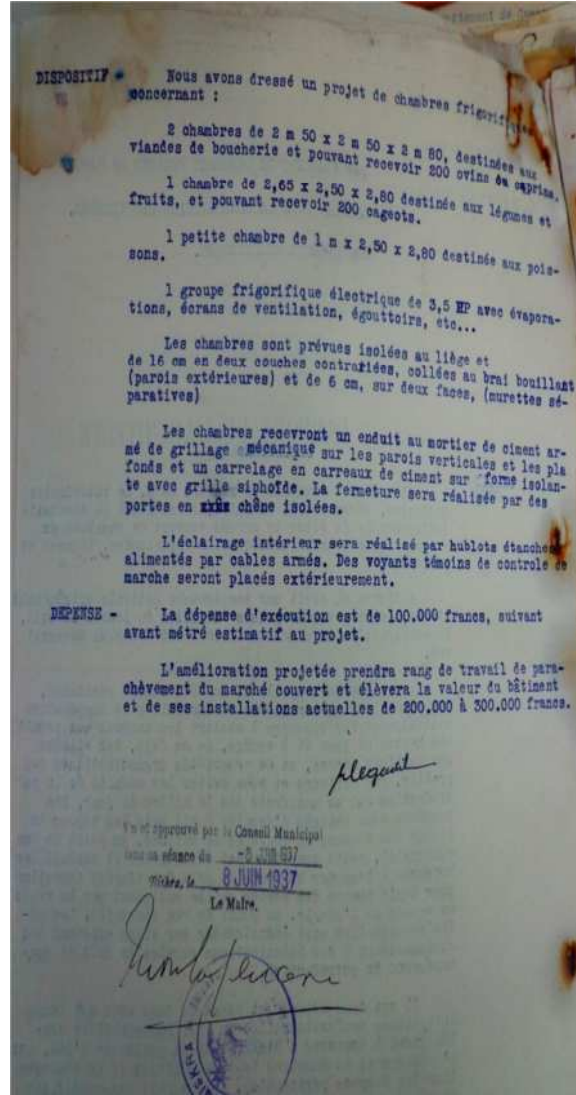 DISPOSITIF - Nous avons dressé un projet de chambres frigorifiques
concernant :
2 chambres de 2 m 50 x 2 m 50 x 2 m 80, destinées aux
viandes de boucherie et pouvant recevoir 200 ovins ou caprins.
1 chambre de 2,65 x 2,50 x 2,80 destinée aux légumes et
fruits, et pouvant recevoir 200 cageots.
1 petite chambre de 1 m x 2,50 x 2,80 destinée aux pois-
sons.
1 groupe frigorifique électrique de 3,5 HP avec évapora-
tions, écrans de ventilation, égouttoirs, etc...
Les chambres sont prévues isolées au liège et
de 16 cm en deux couches contrariées, collées au brai bouillant
(parois extérieures) et de 6 cm, sur deux faces, (murettes sé-
paratives)
Les chambres recevront un enduit au mortier de ciment ar-
mé de grillage mécanique sur les parois verticales et les pla
fonds et un carrelage en carreaux de ciment sur forme isolan-
te avec grille siphoïde. La fermeture sera réalisée par des
portes en chêne isolées.
L'éclairage intérieur sera réalisé par hublots étanches
alimentés par cables armés. Des voyants témoins de controle de
marche seront placés extérieurement.
DEPENSE - La dépense d'exécution est de 100.000 francs, suivant
avant métré estimatif au projet.
L'amélioration projetée prendra rang de travail de para-
chèvement du marché couvert et élèvera la valeur du bâtiment
et de ses installations actuelles de 200.000 à 300.000 francs.
Vu et approuvé par le Conseil Municipal
dans sa séance du -8 JUIN 1937
Biskra, le 8 JUIN 1937
Le Maire,
BISKRA